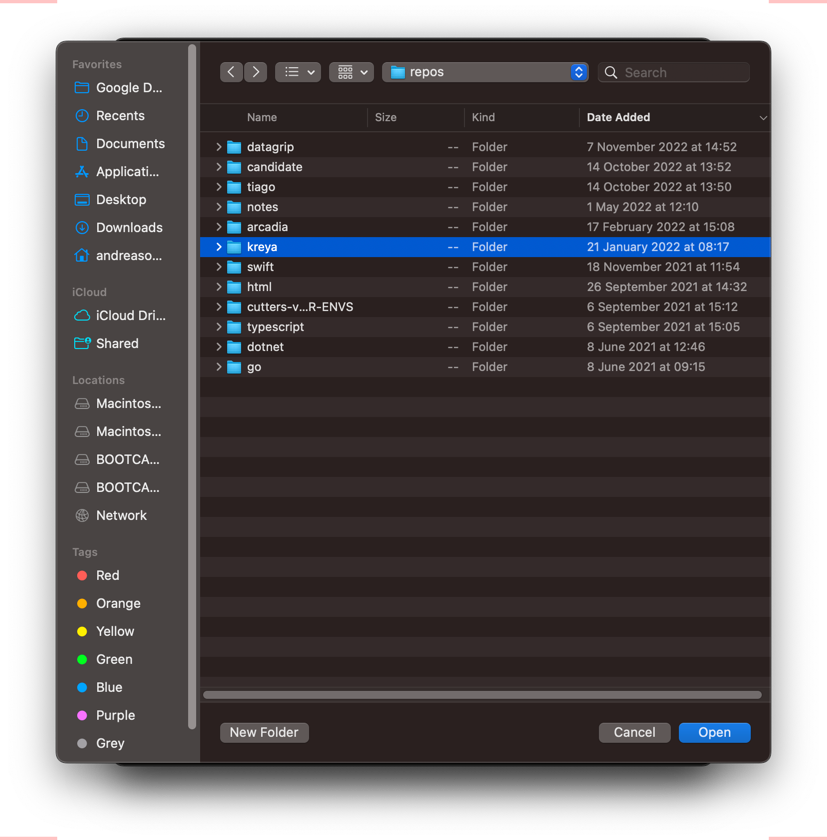 Favorites
Google D...
Recents
Documents
Applicati...
Desktop
Downloads
andreaso...
iCloud
iCloud Dri...
Shared
Locations
Macintos...
Macintos...
BOOTCA...
BOOTCA...
Network
Tags
Red
Orange
Yellow
Green
Blue
Purple
Grey
repos
Search
Name Size Kind Date Added
datagrip -- Folder 7 November 2022 at 14:52
candidate -- Folder 14 October 2022 at 13:52
tiago -- Folder 14 October 2022 at 13:50
notes -- Folder 1 May 2022 at 12:10
arcadia -- Folder 17 February 2022 at 15:08
kreya -- Folder 21 January 2022 at 08:17
swift -- Folder 18 November 2021 at 11:54
html -- Folder 26 September 2021 at 14:32
cutters-v...R-ENVS -- Folder 6 September 2021 at 15:12
typescript -- Folder 6 September 2021 at 15:05
dotnet -- Folder 8 June 2021 at 12:46
go -- Folder 8 June 2021 at 09:15
New Folder Cancel Open